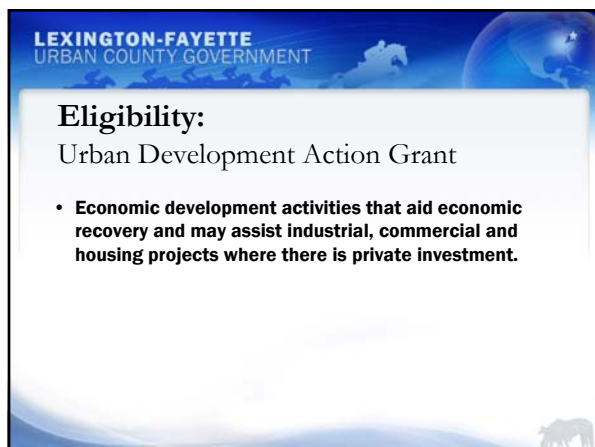 LEXINGTON-FAYETTE
URBAN COUNTY GOVERNMENT
Eligibility:
Urban Development Action Grant
• Economic development activities that aid economic
recovery and may assist industrial, commercial and
housing projects where there is private investment.